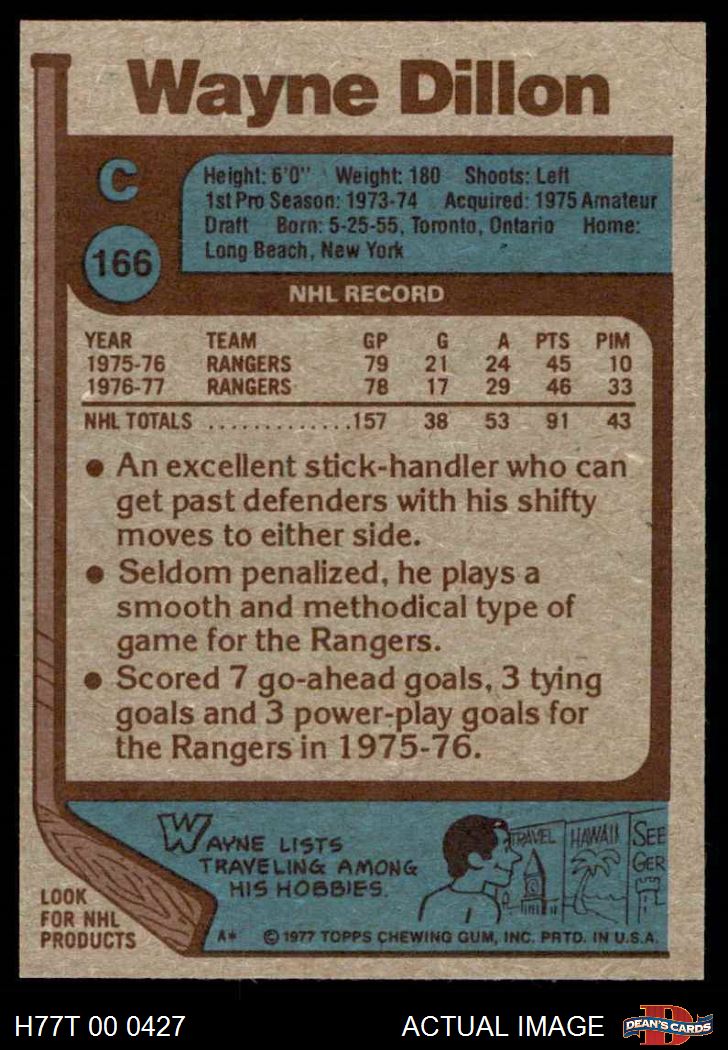 Wayne Dillon
C
166
Height: 6'0" Weight: 180 Shoots: Left
1st Pro Season: 1973-74 Acquired: 1975 Amateur
Draft Born: 5-25-55, Toronto, Ontario Home:
Long Beach, New York
NHL RECORD
YEAR TEAM GP G A PTS PIM
1975-76 RANGERS 79 21 24 45 10
1976-77 RANGERS 78 17 29 46 33
NHL TOTALS .............157 38 53 91 43
● An excellent stick-handler who can
get past defenders with his shifty
moves to either side.
● Seldom penalized, he plays a
smooth and methodical type of
game for the Rangers.
● Scored 7 go-ahead goals, 3 tying
goals and 3 power-play goals for
the Rangers in 1975-76.
WAYNE LISTS
TRAVELING AMONG
HIS HOBBIES.
TRAVEL
HAWAII
SEE
GER
LOOK
FOR NHL
PRODUCTS
A* © 1977 TOPPS CHEWING GUM, INC. PRTD. IN U.S.A.
H77T 00 0427 ACTUAL IMAGE
D
DEAN'S CARDS